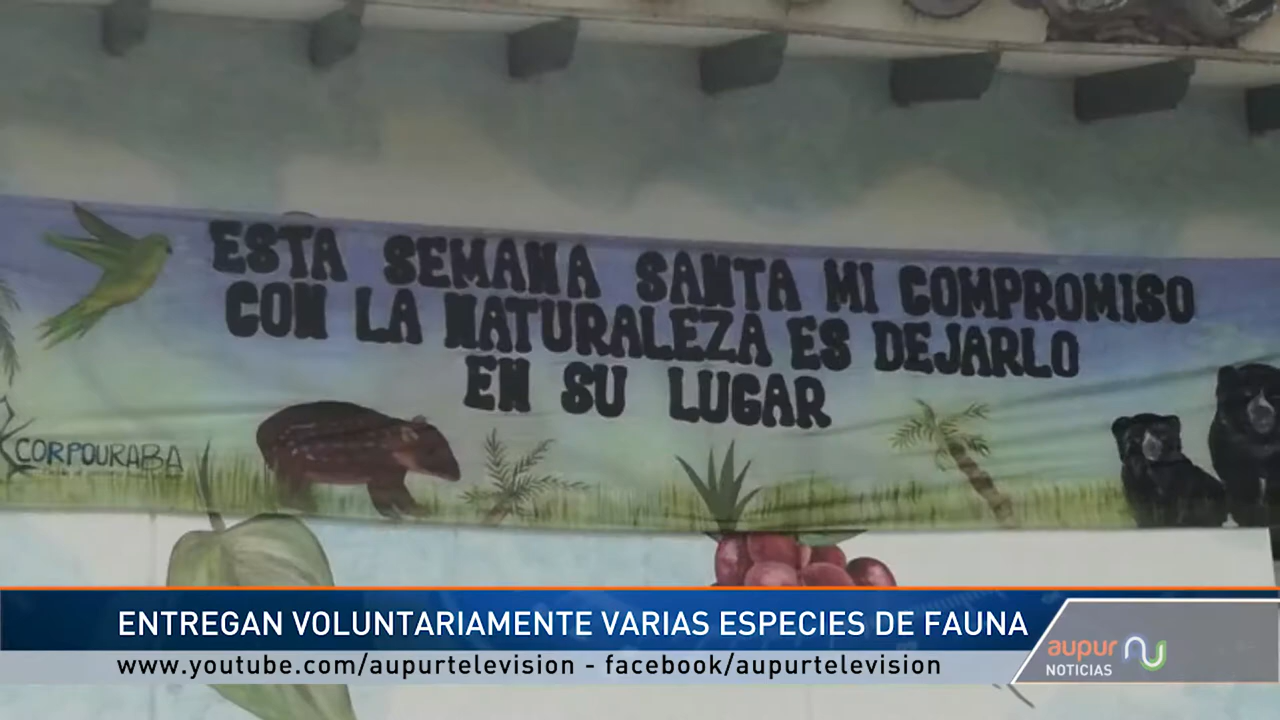 ESTA SEMANA SANTA MI COMPROMISO
CON LA NATURALEZA ES DEJARLO
EN SU LUGAR
CORPOURABA
ENTREGAN VOLUNTARIAMENTE VARIAS ESPECIES DE FAUNA
www.youtube.com/aupurtelevision - facebook/aupurtelevision
aupur
NOTICIAS